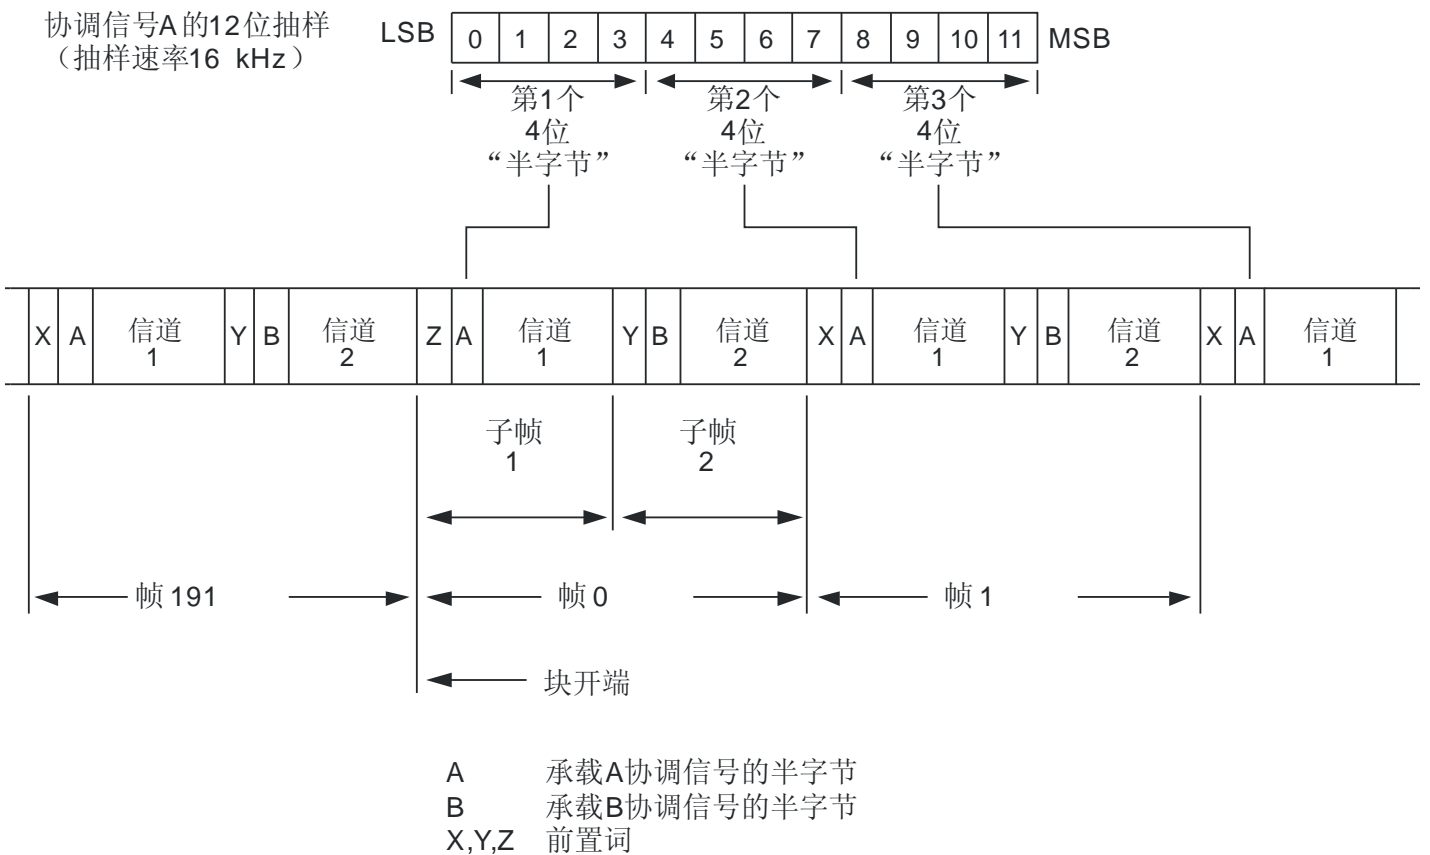 协调信号A的12位抽样
（抽样速率16 kHz）
LSB 0 1 2 3 4 5 6 7 8 9 10 11 MSB
第1个 第2个 第3个
4位 4位 4位
“半字节” “半字节” “半字节”
X A 信道 Y B 信道 Z A 信道 Y B 信道 X A 信道 Y B 信道 X A 信道
1 2 1 2 1 2 1
子帧 子帧
1 2
帧 191 帧 0 帧 1
块开端
A 承载A协调信号的半字节
B 承载B协调信号的半字节
X,Y,Z 前置词